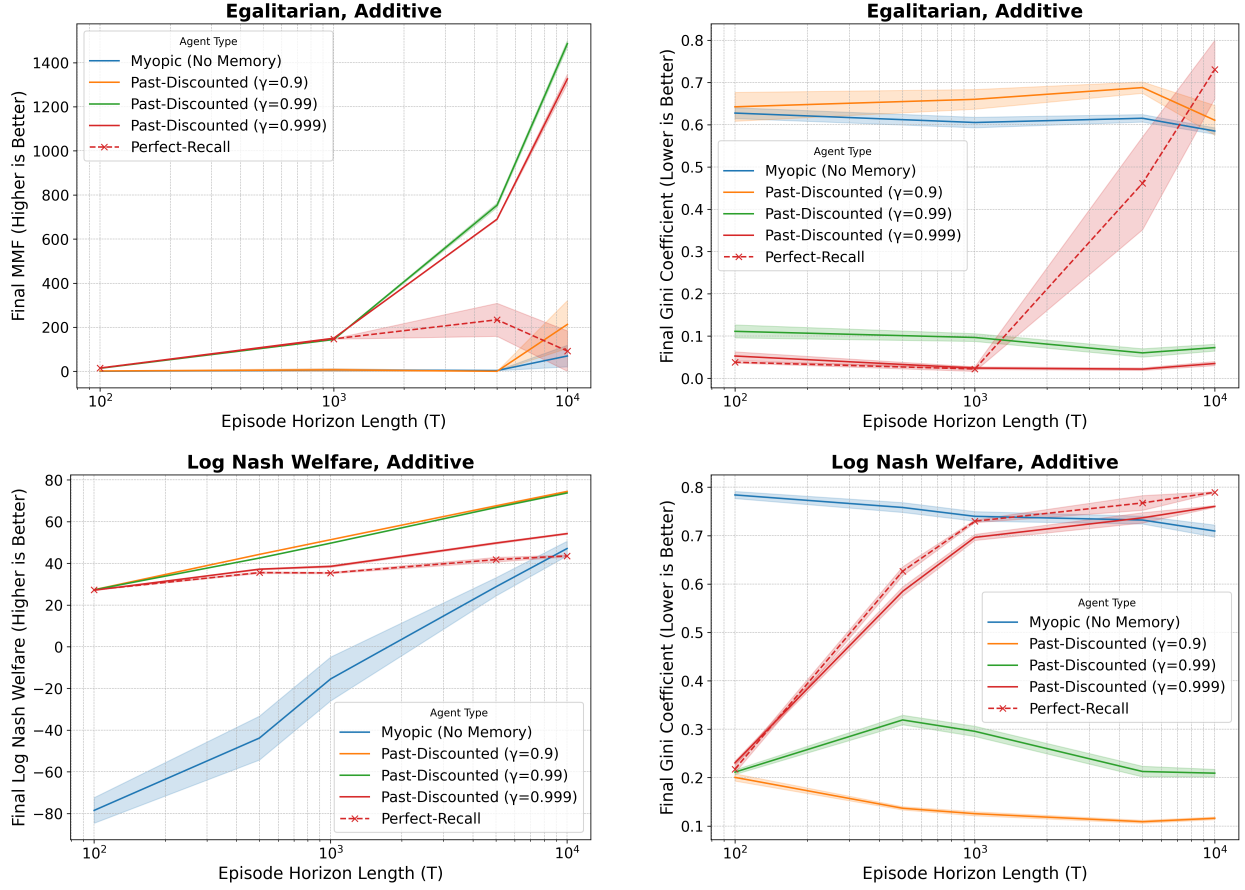 Egalitarian, Additive
Final MMF (Higher is Better)
1400
1200
1000
800
600
400
200
0
Agent Type
Myopic (No Memory)
Past-Discounted (γ=0.9)
Past-Discounted (γ=0.99)
Past-Discounted (γ=0.999)
Perfect-Recall
10²
10³
10⁴
Episode Horizon Length (T)
Egalitarian, Additive
Final Gini Coefficient (Lower is Better)
0.8
0.7
0.6
0.5
0.4
0.3
0.2
0.1
0.0
Agent Type
Myopic (No Memory)
Past-Discounted (γ=0.9)
Past-Discounted (γ=0.99)
Past-Discounted (γ=0.999)
Perfect-Recall
10²
10³
10⁴
Episode Horizon Length (T)
Log Nash Welfare, Additive
Final Log Nash Welfare (Higher is Better)
80
60
40
20
0
−20
−40
−60
−80
Agent Type
Myopic (No Memory)
Past-Discounted (γ=0.9)
Past-Discounted (γ=0.99)
Past-Discounted (γ=0.999)
Perfect-Recall
10²
10³
10⁴
Episode Horizon Length (T)
Log Nash Welfare, Additive
Final Gini Coefficient (Lower is Better)
0.8
0.7
0.6
0.5
0.4
0.3
0.2
0.1
Agent Type
Myopic (No Memory)
Past-Discounted (γ=0.9)
Past-Discounted (γ=0.99)
Past-Discounted (γ=0.999)
Perfect-Recall
10²
10³
10⁴
Episode Horizon Length (T)